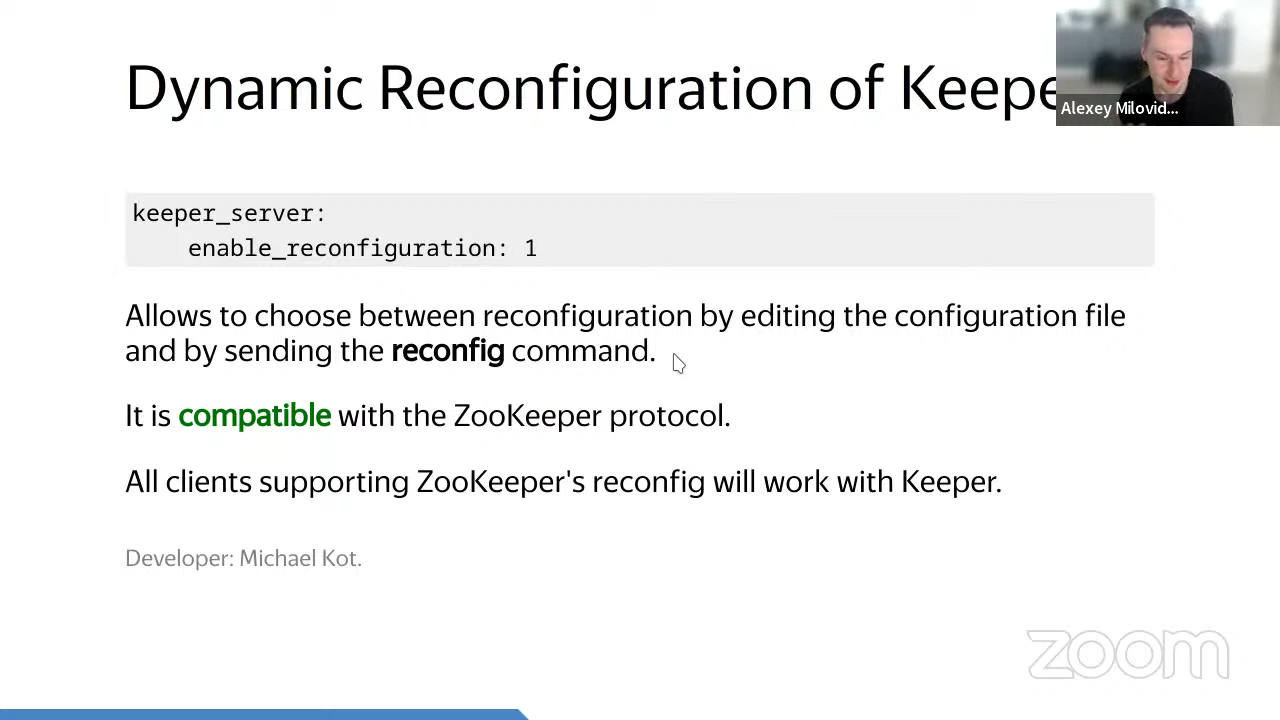 Dynamic Reconfiguration of Keepe
Alexey Milovid...
keeper_server:
enable_reconfiguration: 1
Allows to choose between reconfiguration by editing the configuration file
and by sending the reconfig command.
It is compatible with the ZooKeeper protocol.
All clients supporting ZooKeeper's reconfig will work with Keeper.
Developer: Michael Kot.
zoom